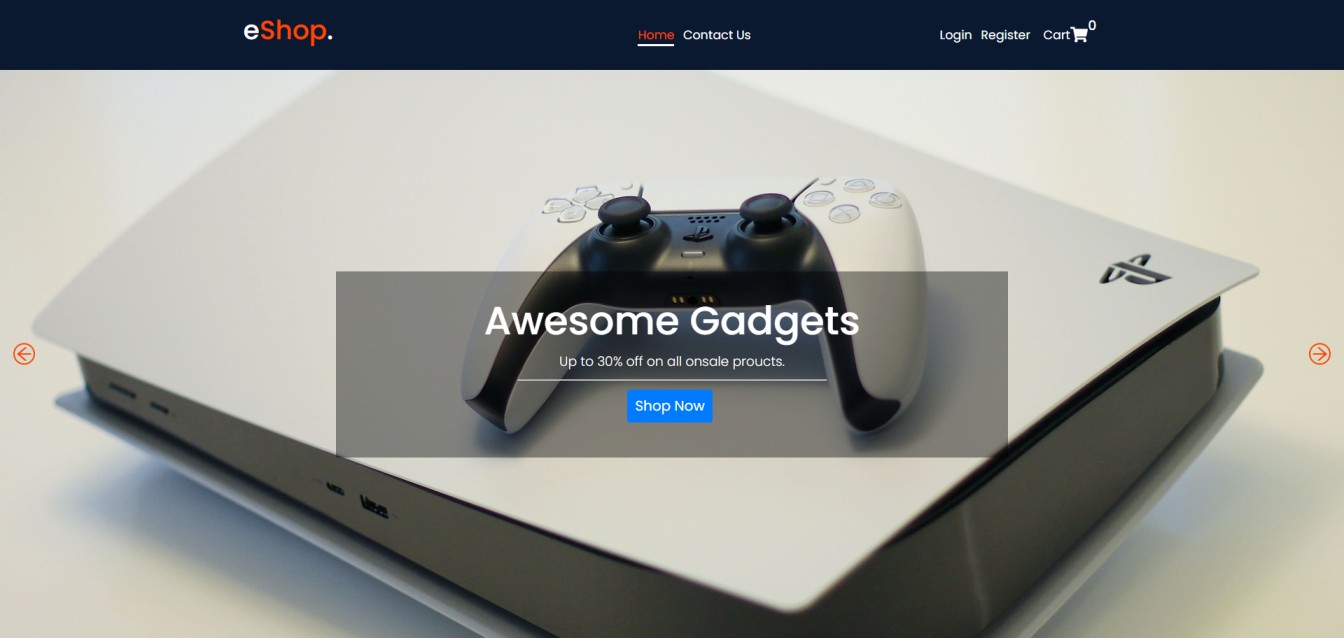 eShop.
Home Contact Us
Login Register Cart 0
Awesome Gadgets
Up to 30% off on all onsale proucts.
Shop Now